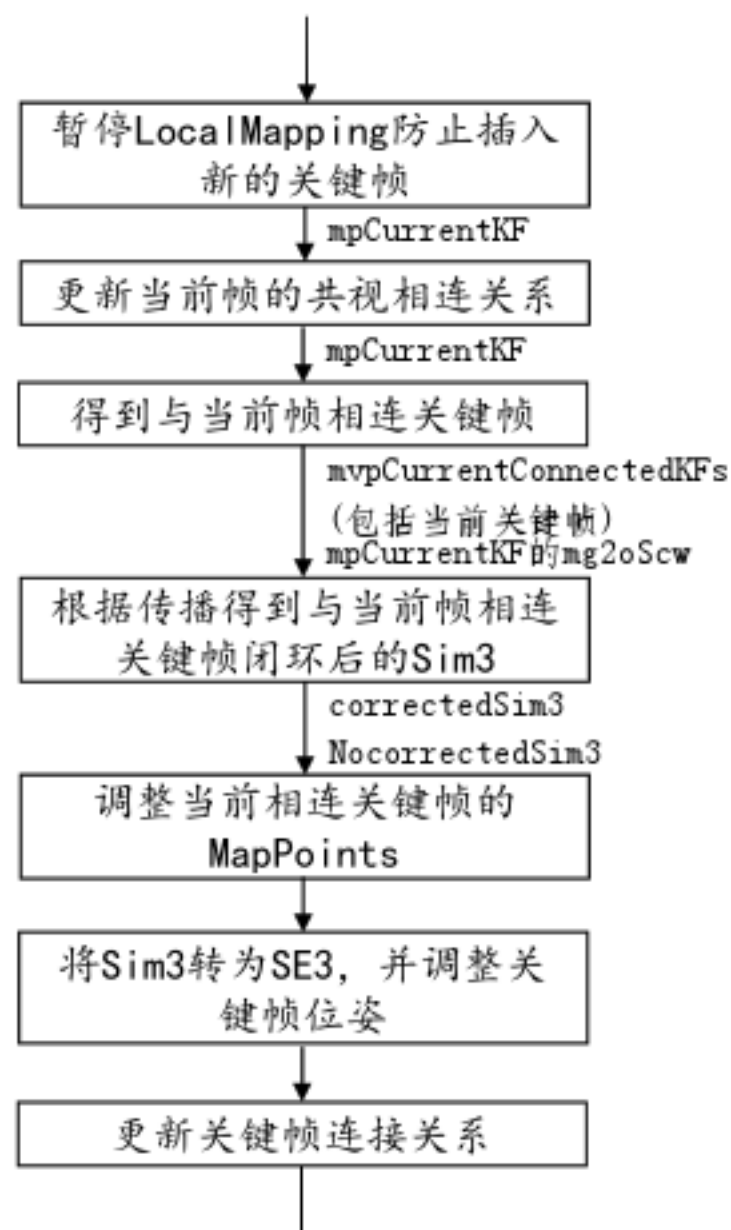 暂停LocalMapping防止插入
新的关键帧
mpCurrentKF
更新当前帧的共视相连关系
mpCurrentKF
得到与当前帧相连关键帧
mvpCurrentConnectedKFs
(包括当前关键帧)
mpCurrentKF的mg2oScw
根据传播得到与当前帧相连
关键帧闭环后的Sim3
correctedSim3
NocorrectedSim3
调整当前相连关键帧的
MapPoints
将Sim3转为SE3，并调整关
键帧位姿
更新关键帧连接关系